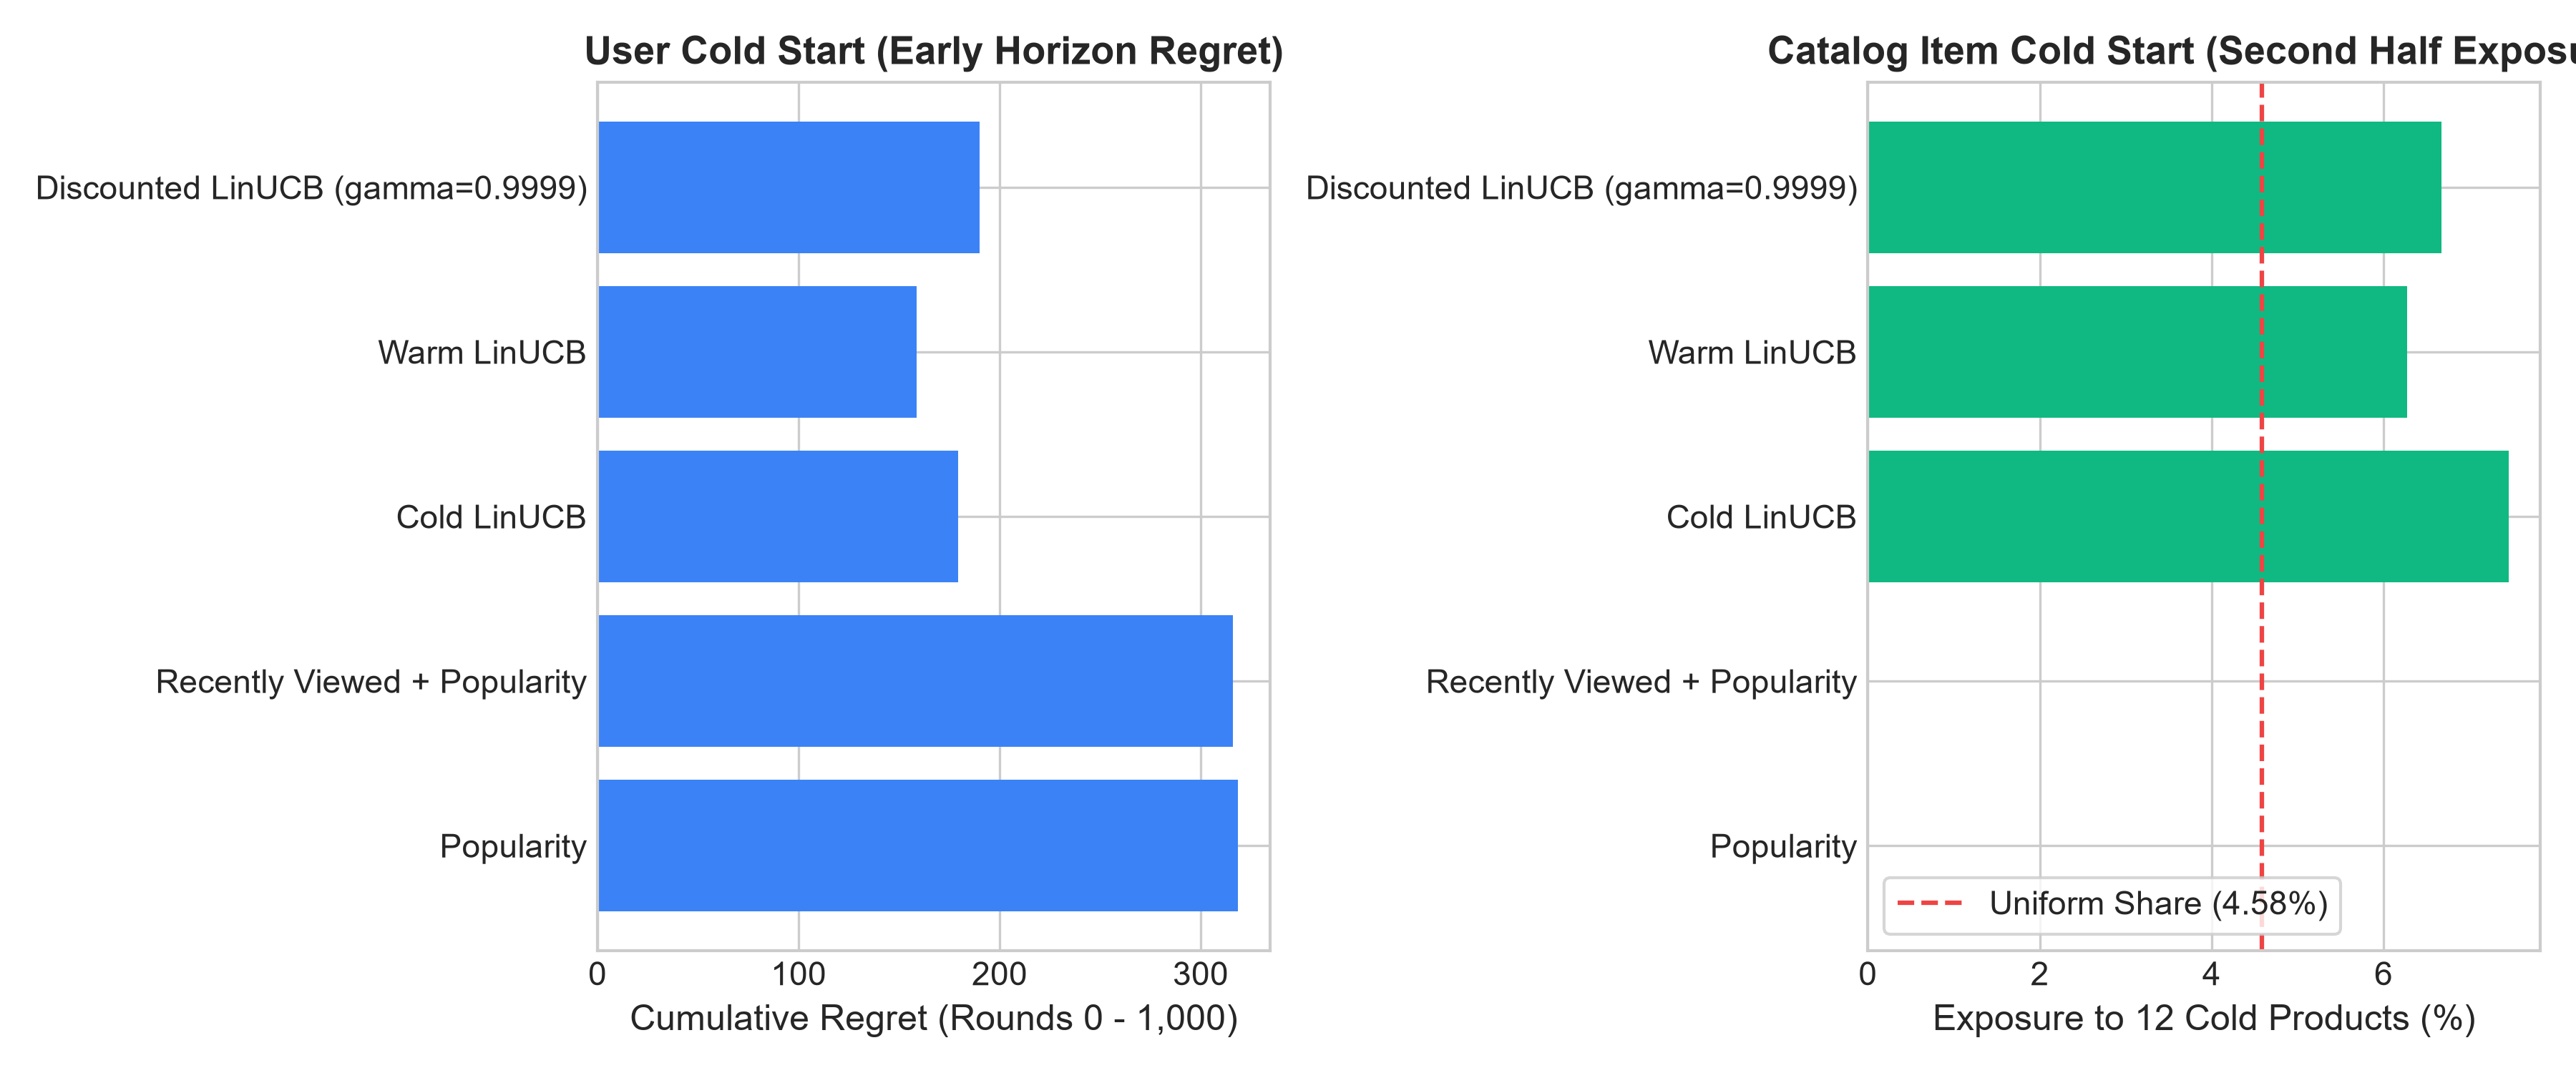 User Cold Start (Early Horizon Regret)
Discounted LinUCB (gamma=0.9999)
Warm LinUCB
Cold LinUCB
Recently Viewed + Popularity
Popularity
0 100 200 300
Cumulative Regret (Rounds 0 - 1,000)
Catalog Item Cold Start (Second Half Exposu
Discounted LinUCB (gamma=0.9999)
Warm LinUCB
Cold LinUCB
Recently Viewed + Popularity
Popularity
Uniform Share (4.58%)
0 2 4 6
Exposure to 12 Cold Products (%)